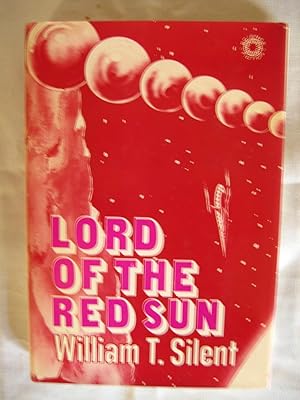 LORD
OF THE
RED SUN
William T. Silent